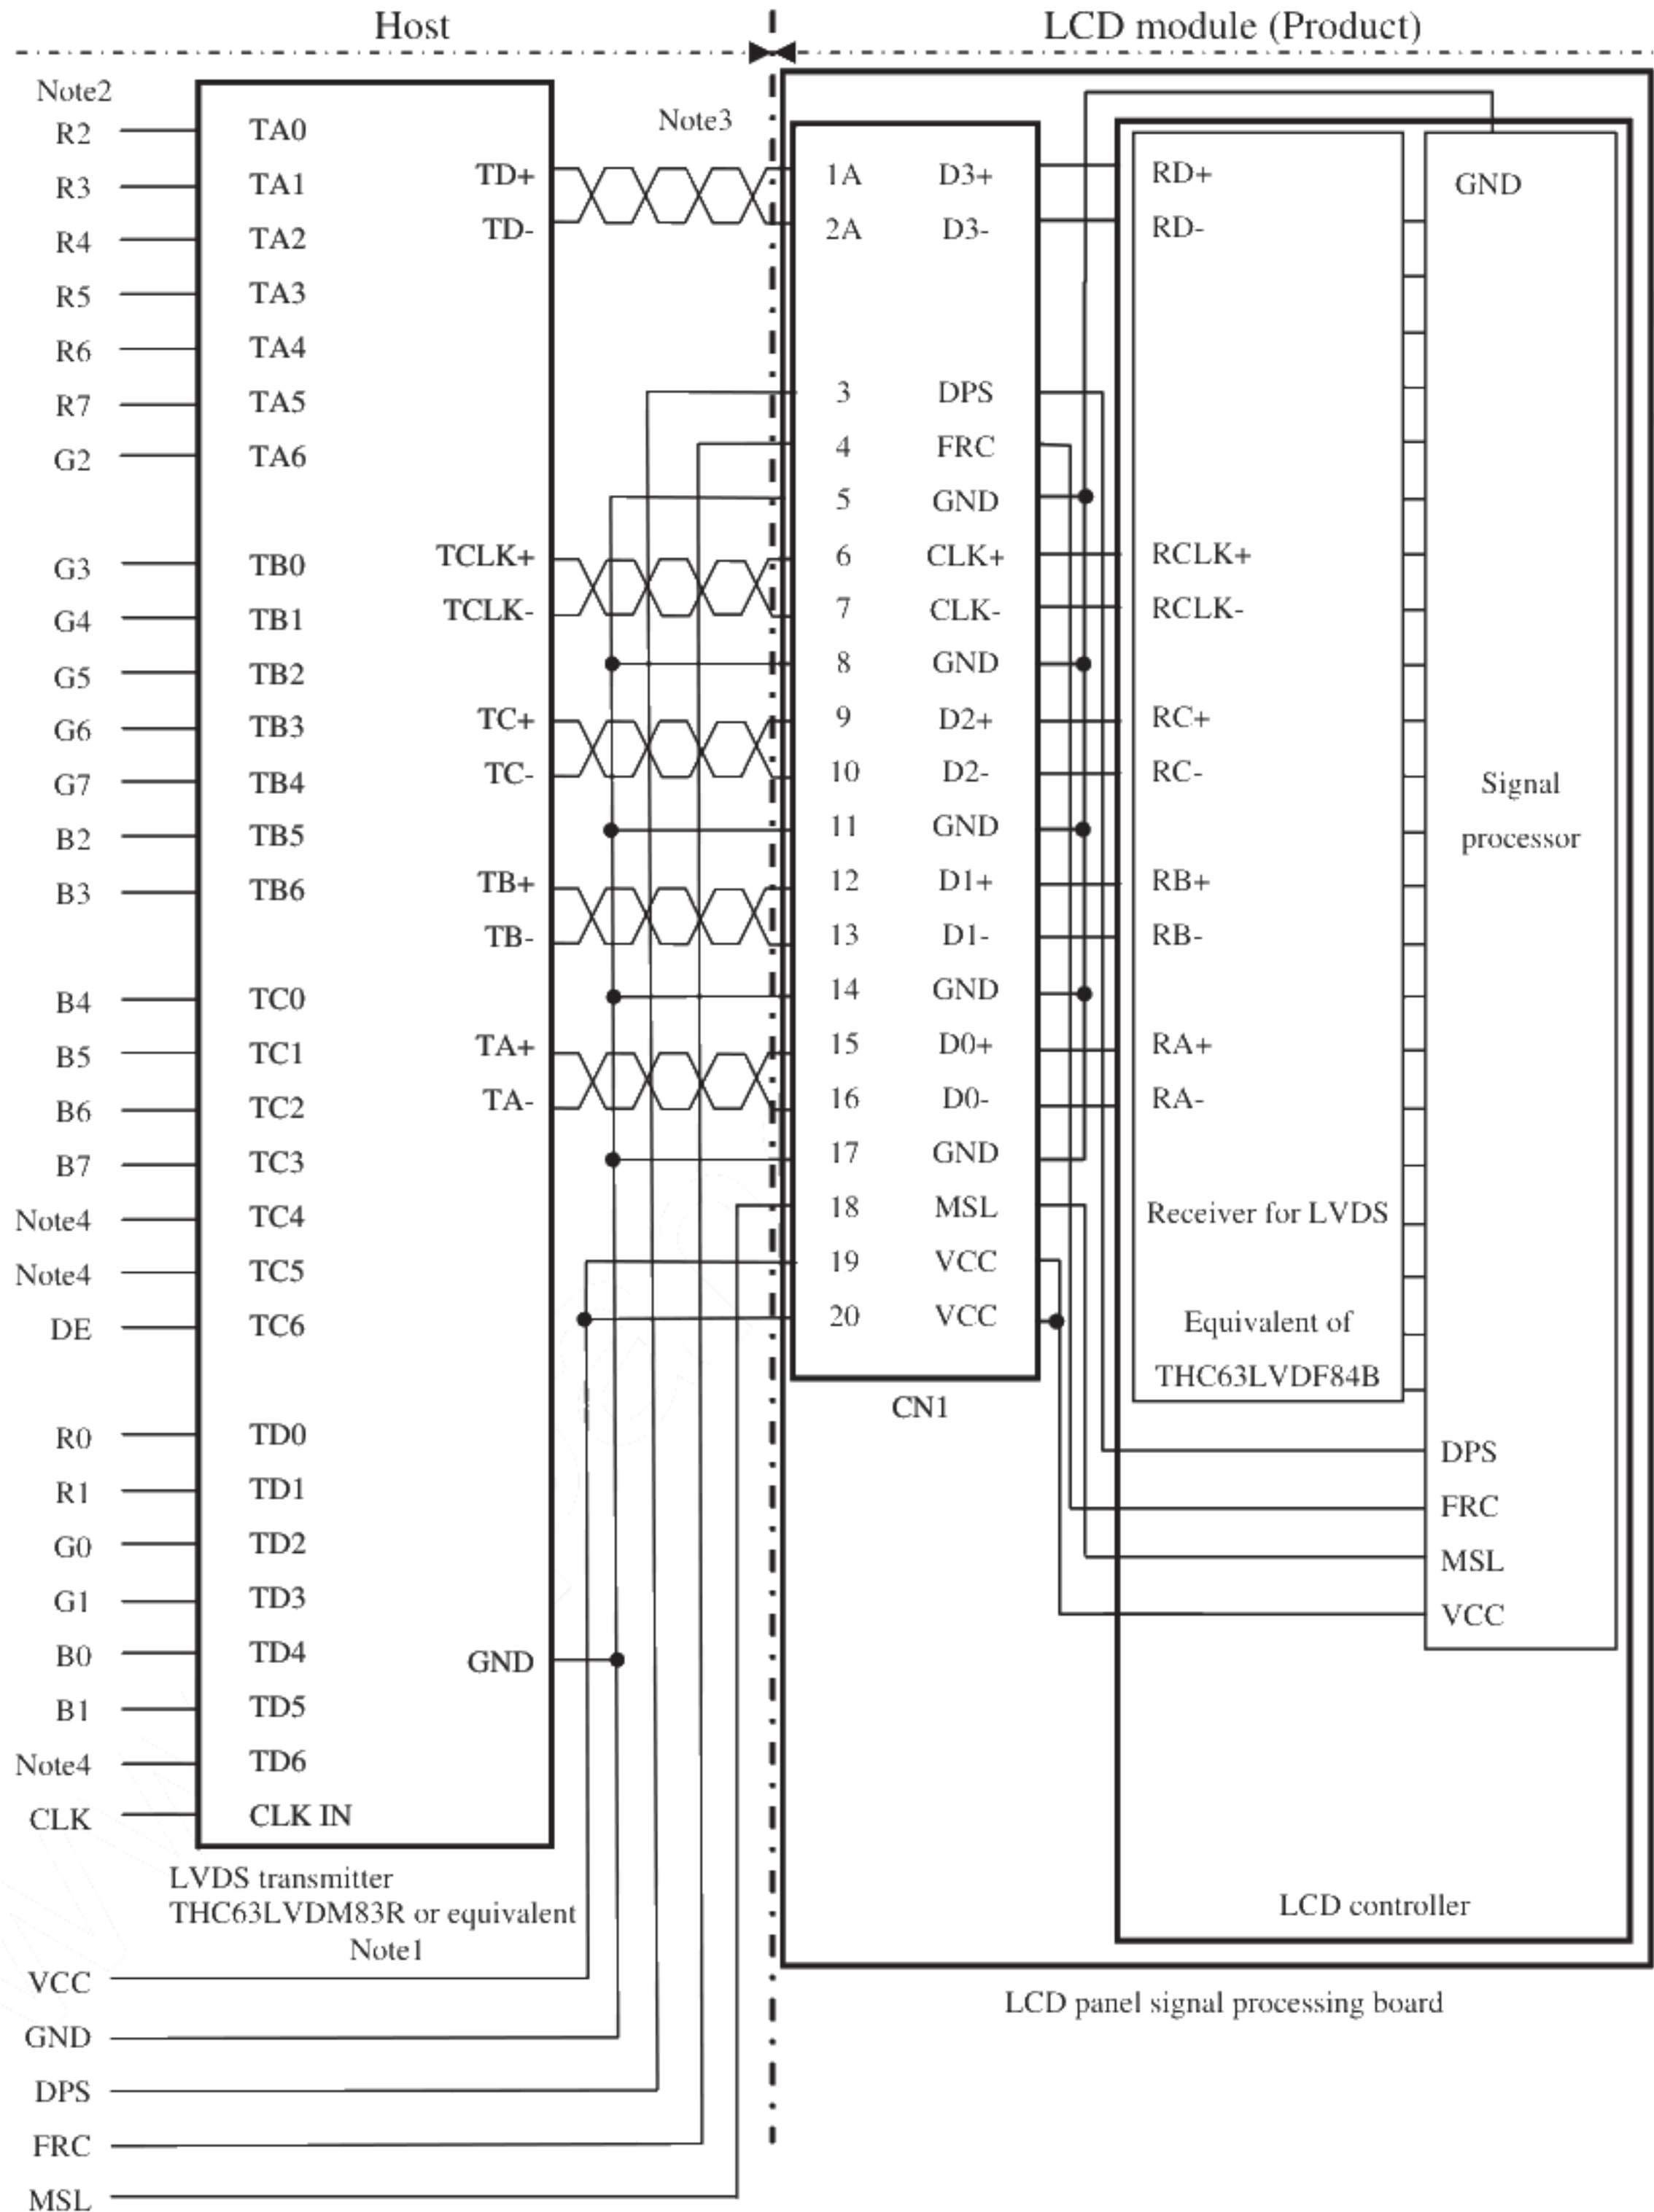 Host
LCD module (Product)
Note2
Note3
R2 TA0
R3 TA1
R4 TA2
R5 TA3
R6 TA4
R7 TA5
G2 TA6
G3 TB0
G4 TB1
G5 TB2
G6 TB3
G7 TB4
B2 TB5
B3 TB6
B4 TC0
B5 TC1
B6 TC2
B7 TC3
Note4 TC4
Note4 TC5
DE TC6
R0 TD0
R1 TD1
G0 TD2
G1 TD3
B0 TD4
B1 TD5
Note4 TD6
CLK CLK IN
TD+
TD-
TCLK+
TCLK-
TC+
TC-
TB+
TB-
TA+
TA-
GND
LVDS transmitter
THC63LVDM83R or equivalent
Note1
VCC
GND
DPS
FRC
MSL
1A D3+
2A D3-
3 DPS
4 FRC
5 GND
6 CLK+
7 CLK-
8 GND
9 D2+
10 D2-
11 GND
12 D1+
13 D1-
14 GND
15 D0+
16 D0-
17 GND
18 MSL
19 VCC
20 VCC
CN1
RD+
RD-
RCLK+
RCLK-
RC+
RC-
RB+
RB-
RA+
RA-
Receiver for LVDS
Equivalent of
THC63LVDF84B
GND
Signal
processor
DPS
FRC
MSL
VCC
LCD controller
LCD panel signal processing board